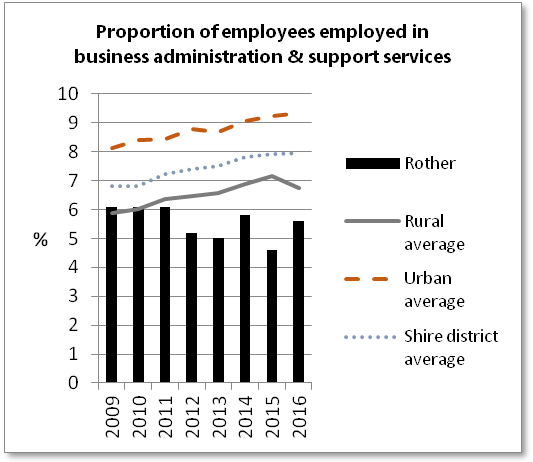 Proportion of employees employed in
business administration & support services
10
9
8
7
6
5
4
3
2
1
0
%
2009
2010
2011
2012
2013
2014
2015
2016
Rother
Rural
average
Urban
average
Shire district
average